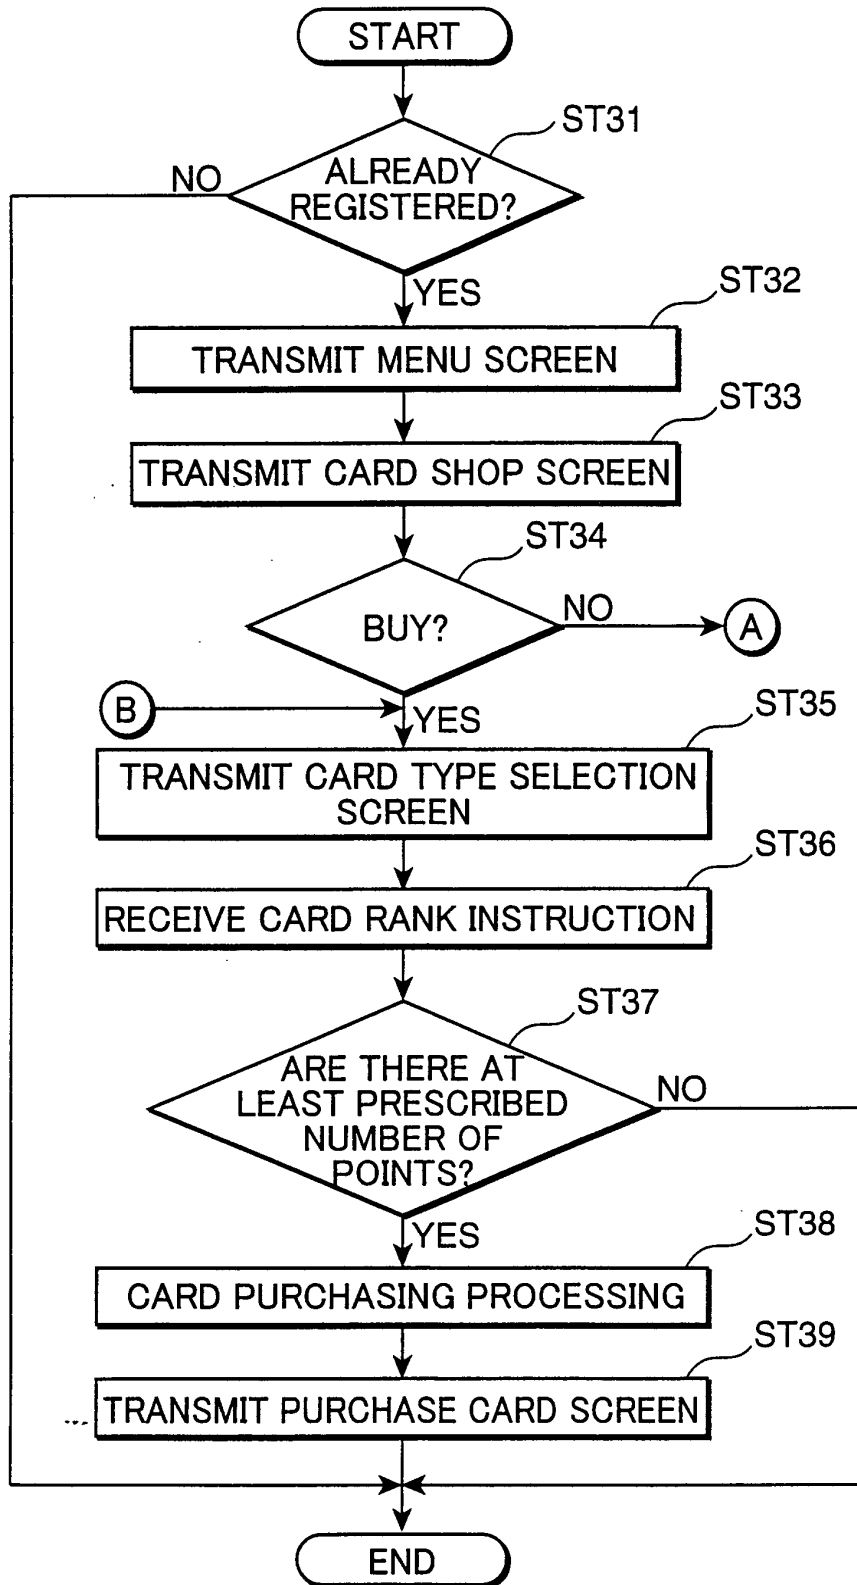 START
ST31
ALREADY
REGISTERED?
NO
YES
ST32
TRANSMIT MENU SCREEN
ST33
TRANSMIT CARD SHOP SCREEN
ST34
BUY?
NO
A
B
YES
ST35
TRANSMIT CARD TYPE SELECTION
SCREEN
ST36
RECEIVE CARD RANK INSTRUCTION
ST37
ARE THERE AT
LEAST PRESCRIBED
NUMBER OF
POINTS?
NO
YES
ST38
CARD PURCHASING PROCESSING
ST39
TRANSMIT PURCHASE CARD SCREEN
END